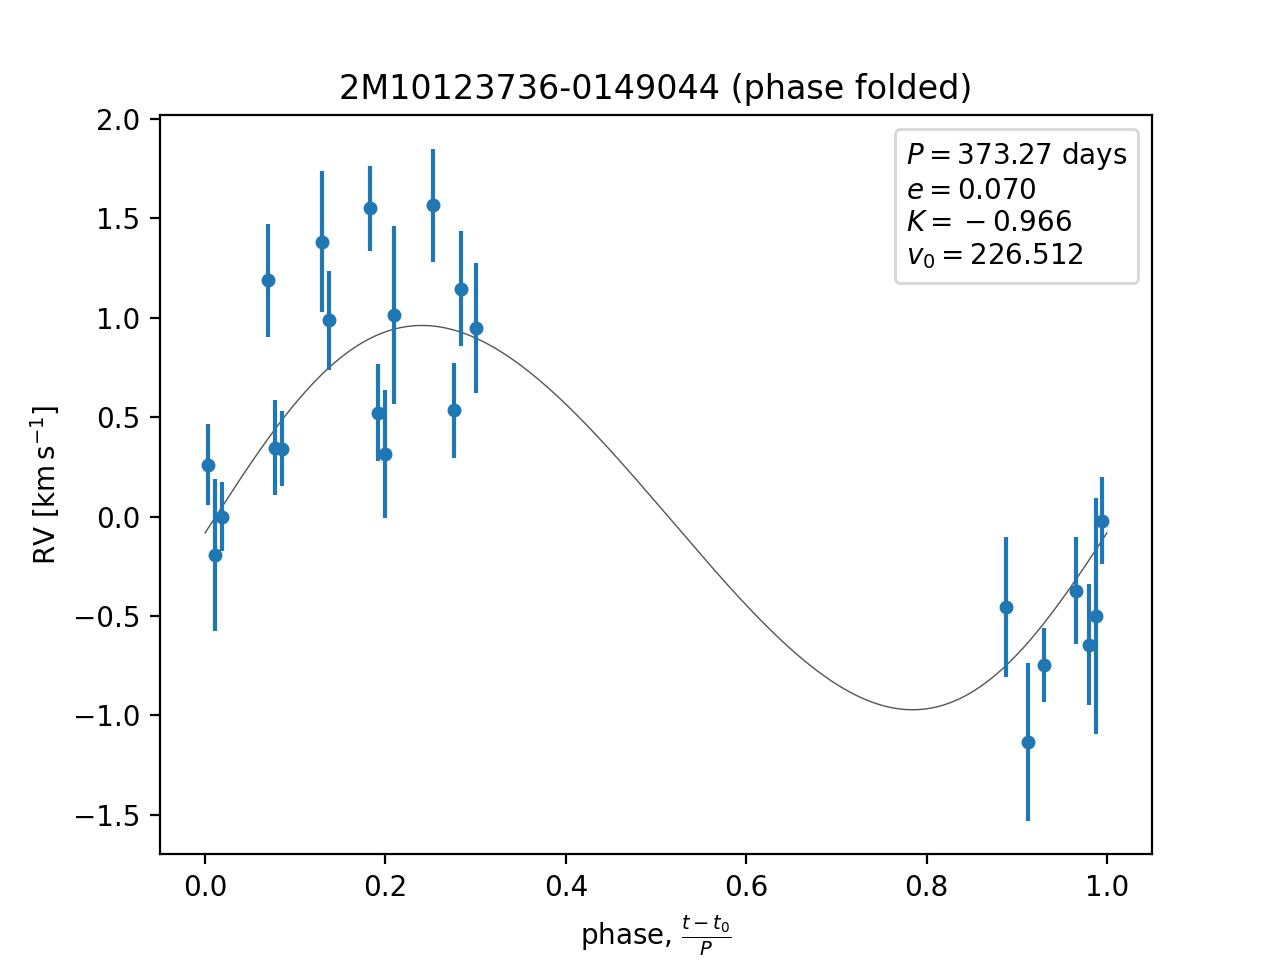 2M10123736-0149044 (phase folded)
P = 373.27 days
e = 0.070
K = − 0.966
v₀ = 226.512
2.0
1.5
1.0
0.5
0.0
−0.5
−1.0
−1.5
RV [km s⁻¹]
0.0 0.2 0.4 0.6 0.8 1.0
phase, (t − t₀)/P